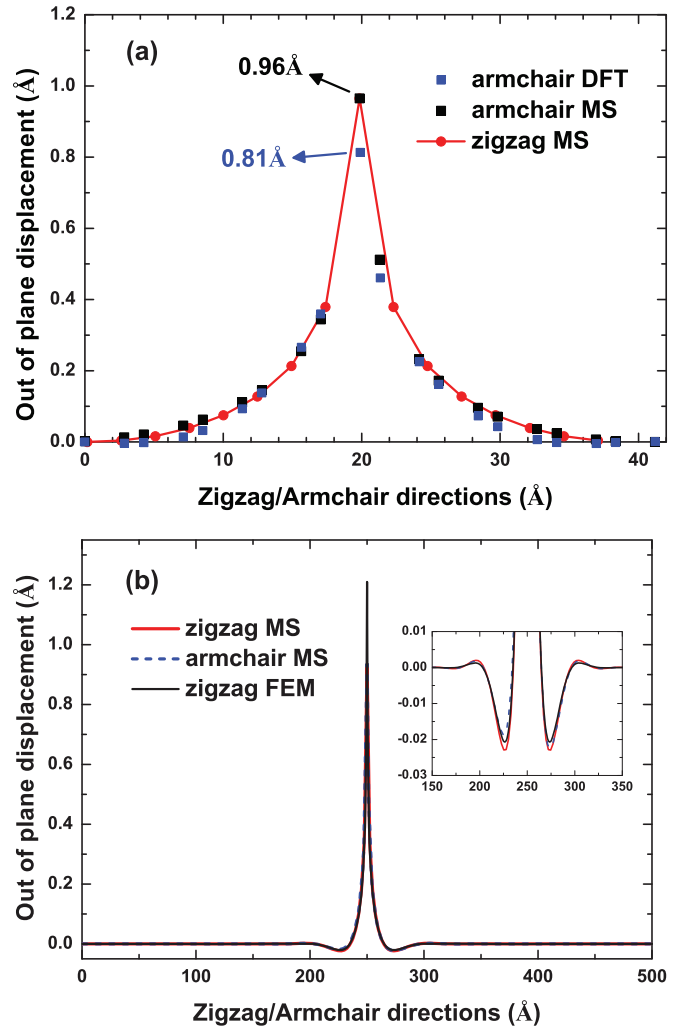 1.2
(a)
0.96Å
armchair DFT
1.0
armchair MS
zigzag MS
0.81Å
0.8
0.6
0.4
0.2
0.0
Out of plane displacement (Å)
0 10 20 30 40
Zigzag/Armchair directions (Å)
(b)
1.2
zigzag MS
armchair MS
zigzag FEM
1.0
0.8
0.6
0.4
0.2
0.0
Out of plane displacement (Å)
0.01
0.00
-0.01
-0.02
-0.03
150 200 250 300 350
0 100 200 300 400 500
Zigzag/Armchair directions (Å)